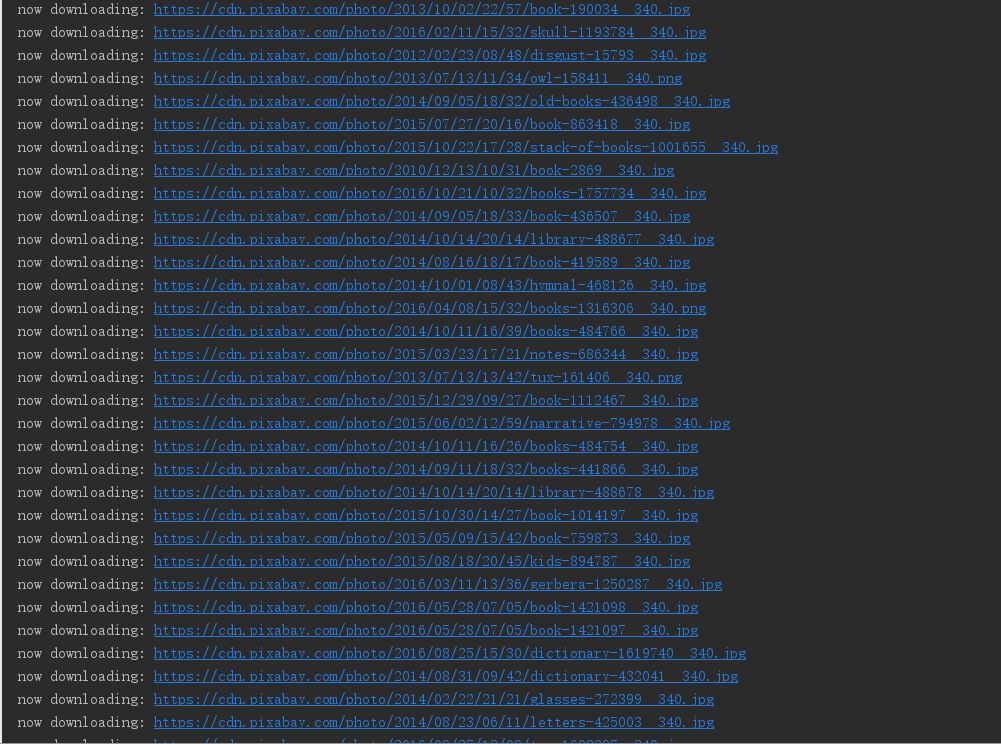 now downloading: https://cdn.pixabay.com/photo/2013/10/02/22/57/book-190034__340.jpg
now downloading: https://cdn.pixabay.com/photo/2016/02/11/15/32/skull-1193784__340.jpg
now downloading: https://cdn.pixabay.com/photo/2012/02/23/08/48/disgust-15793__340.jpg
now downloading: https://cdn.pixabay.com/photo/2013/07/13/11/34/owl-158411__340.png
now downloading: https://cdn.pixabay.com/photo/2014/09/05/18/32/old-books-436498__340.jpg
now downloading: https://cdn.pixabay.com/photo/2015/07/27/20/16/book-863418__340.jpg
now downloading: https://cdn.pixabay.com/photo/2015/10/22/17/28/stack-of-books-1001655__340.jpg
now downloading: https://cdn.pixabay.com/photo/2010/12/13/10/31/book-2869__340.jpg
now downloading: https://cdn.pixabay.com/photo/2016/10/21/10/32/books-1757734__340.jpg
now downloading: https://cdn.pixabay.com/photo/2014/09/05/18/33/book-436507__340.jpg
now downloading: https://cdn.pixabay.com/photo/2014/10/14/20/14/library-488677__340.jpg
now downloading: https://cdn.pixabay.com/photo/2014/08/16/18/17/book-419589__340.jpg
now downloading: https://cdn.pixabay.com/photo/2014/10/01/08/43/hymnal-468126__340.jpg
now downloading: https://cdn.pixabay.com/photo/2016/04/08/15/32/books-1316306__340.png
now downloading: https://cdn.pixabay.com/photo/2014/10/11/16/39/books-484766__340.jpg
now downloading: https://cdn.pixabay.com/photo/2015/03/23/17/21/notes-686344__340.jpg
now downloading: https://cdn.pixabay.com/photo/2013/07/13/13/42/tux-161406__340.png
now downloading: https://cdn.pixabay.com/photo/2015/12/29/09/27/book-1112467__340.jpg
now downloading: https://cdn.pixabay.com/photo/2015/06/02/12/59/narrative-794978__340.jpg
now downloading: https://cdn.pixabay.com/photo/2014/10/11/16/26/books-484754__340.jpg
now downloading: https://cdn.pixabay.com/photo/2014/09/11/18/32/books-441866__340.jpg
now downloading: https://cdn.pixabay.com/photo/2014/10/14/20/14/library-488678__340.jpg
now downloading: https://cdn.pixabay.com/photo/2015/10/30/14/27/book-1014197__340.jpg
now downloading: https://cdn.pixabay.com/photo/2015/05/09/15/42/book-759873__340.jpg
now downloading: https://cdn.pixabay.com/photo/2015/08/18/20/45/kids-894787__340.jpg
now downloading: https://cdn.pixabay.com/photo/2016/03/11/13/36/gerbera-1250287__340.jpg
now downloading: https://cdn.pixabay.com/photo/2016/05/28/07/05/book-1421098__340.jpg
now downloading: https://cdn.pixabay.com/photo/2016/05/28/07/05/book-1421097__340.jpg
now downloading: https://cdn.pixabay.com/photo/2016/08/25/15/30/dictionary-1619740__340.jpg
now downloading: https://cdn.pixabay.com/photo/2014/08/31/09/42/dictionary-432041__340.jpg
now downloading: https://cdn.pixabay.com/photo/2014/02/22/21/21/glasses-272399__340.jpg
now downloading: https://cdn.pixabay.com/photo/2014/08/23/06/11/letters-425003__340.jpg